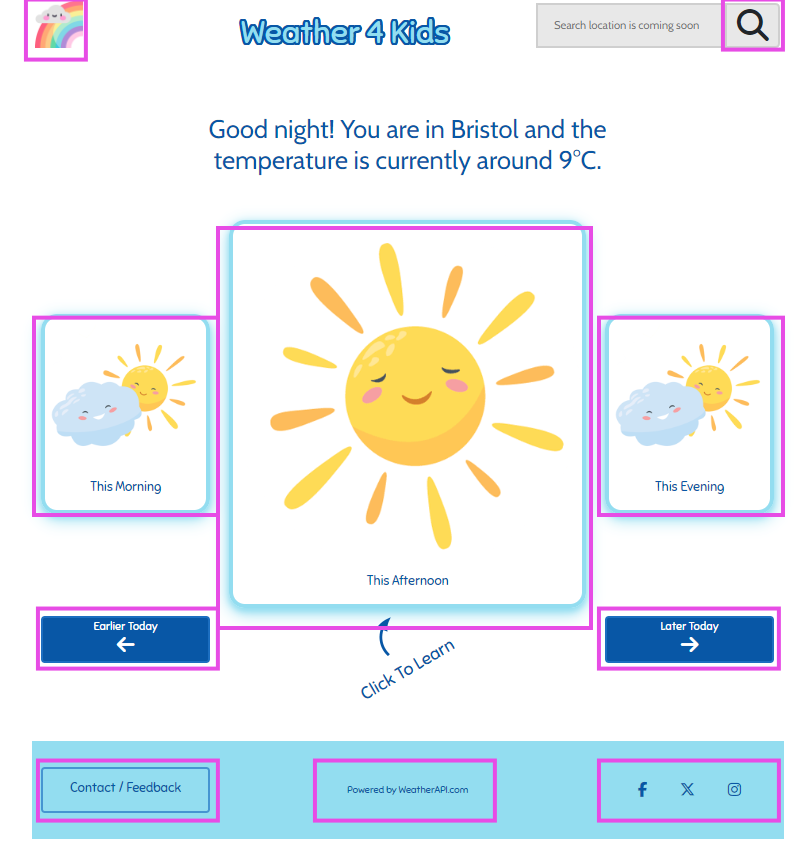 Weather 4 Kids
Search location is coming soon
Good night! You are in Bristol and the
temperature is currently around 9°C.
This Morning
This Afternoon
This Evening
Earlier Today
Later Today
Click To Learn
Contact / Feedback
Powered by WeatherAPI.com